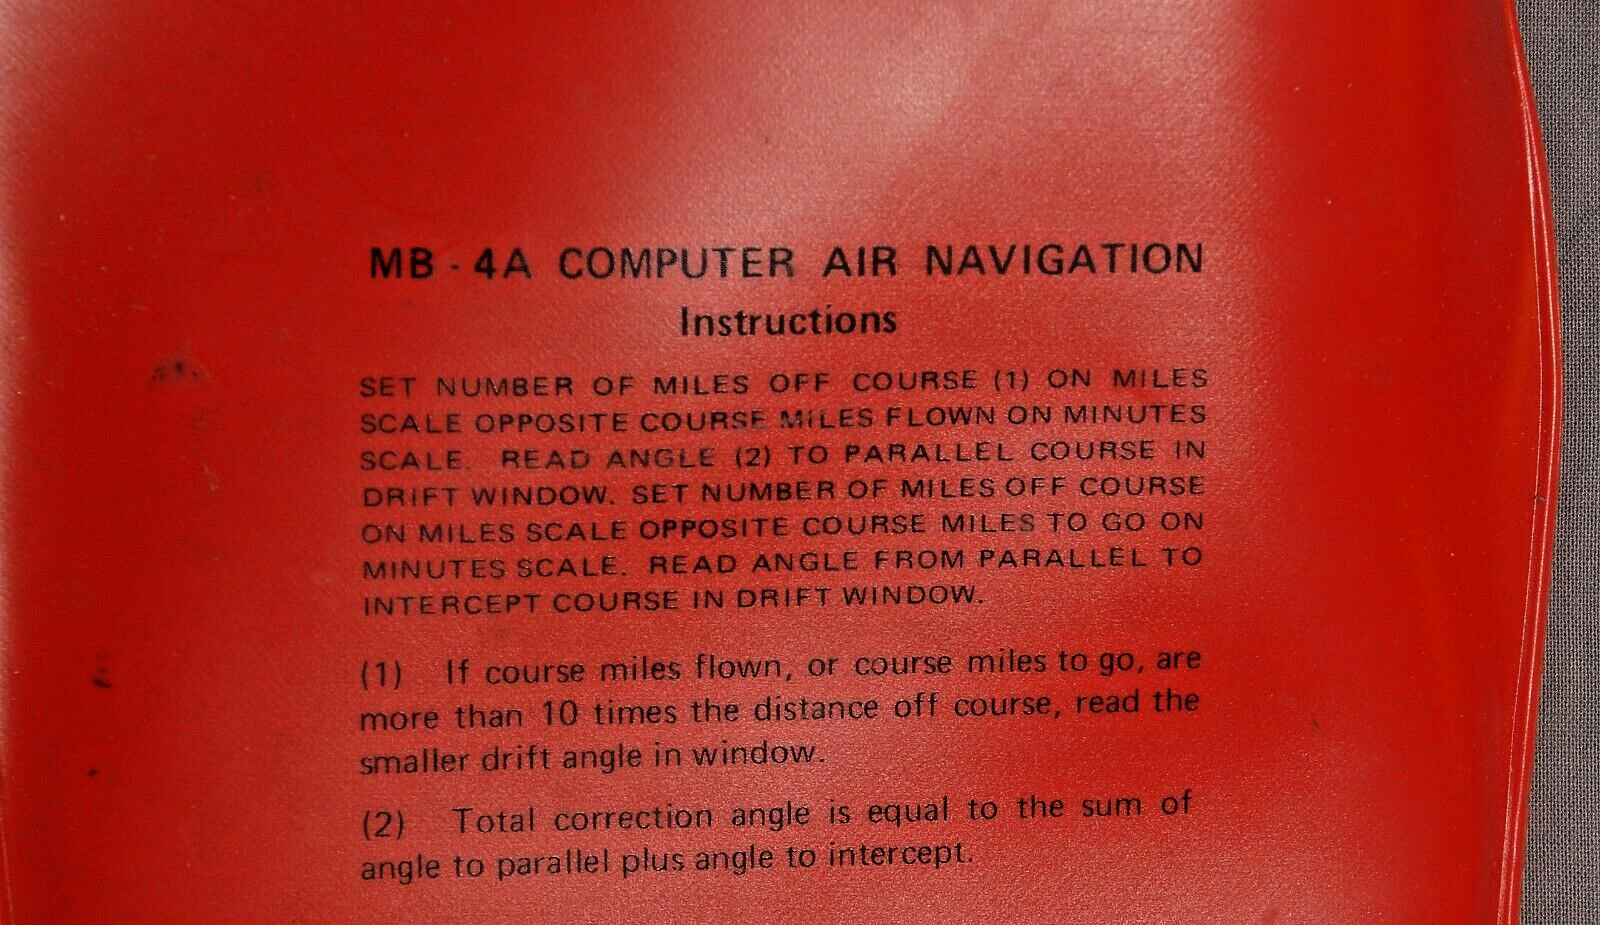 MB - 4A COMPUTER AIR NAVIGATION
Instructions
SET NUMBER OF MILES OFF COURSE (1) ON MILES
SCALE OPPOSITE COURSE MILES FLOWN ON MINUTES
SCALE. READ ANGLE (2) TO PARALLEL COURSE IN
DRIFT WINDOW. SET NUMBER OF MILES OFF COURSE
ON MILES SCALE OPPOSITE COURSE MILES TO GO ON
MINUTES SCALE. READ ANGLE FROM PARALLEL TO
INTERCEPT COURSE IN DRIFT WINDOW.
(1) If course miles flown, or course miles to go, are
more than 10 times the distance off course, read the
smaller drift angle in window.
(2) Total correction angle is equal to the sum of
angle to parallel plus angle to intercept.